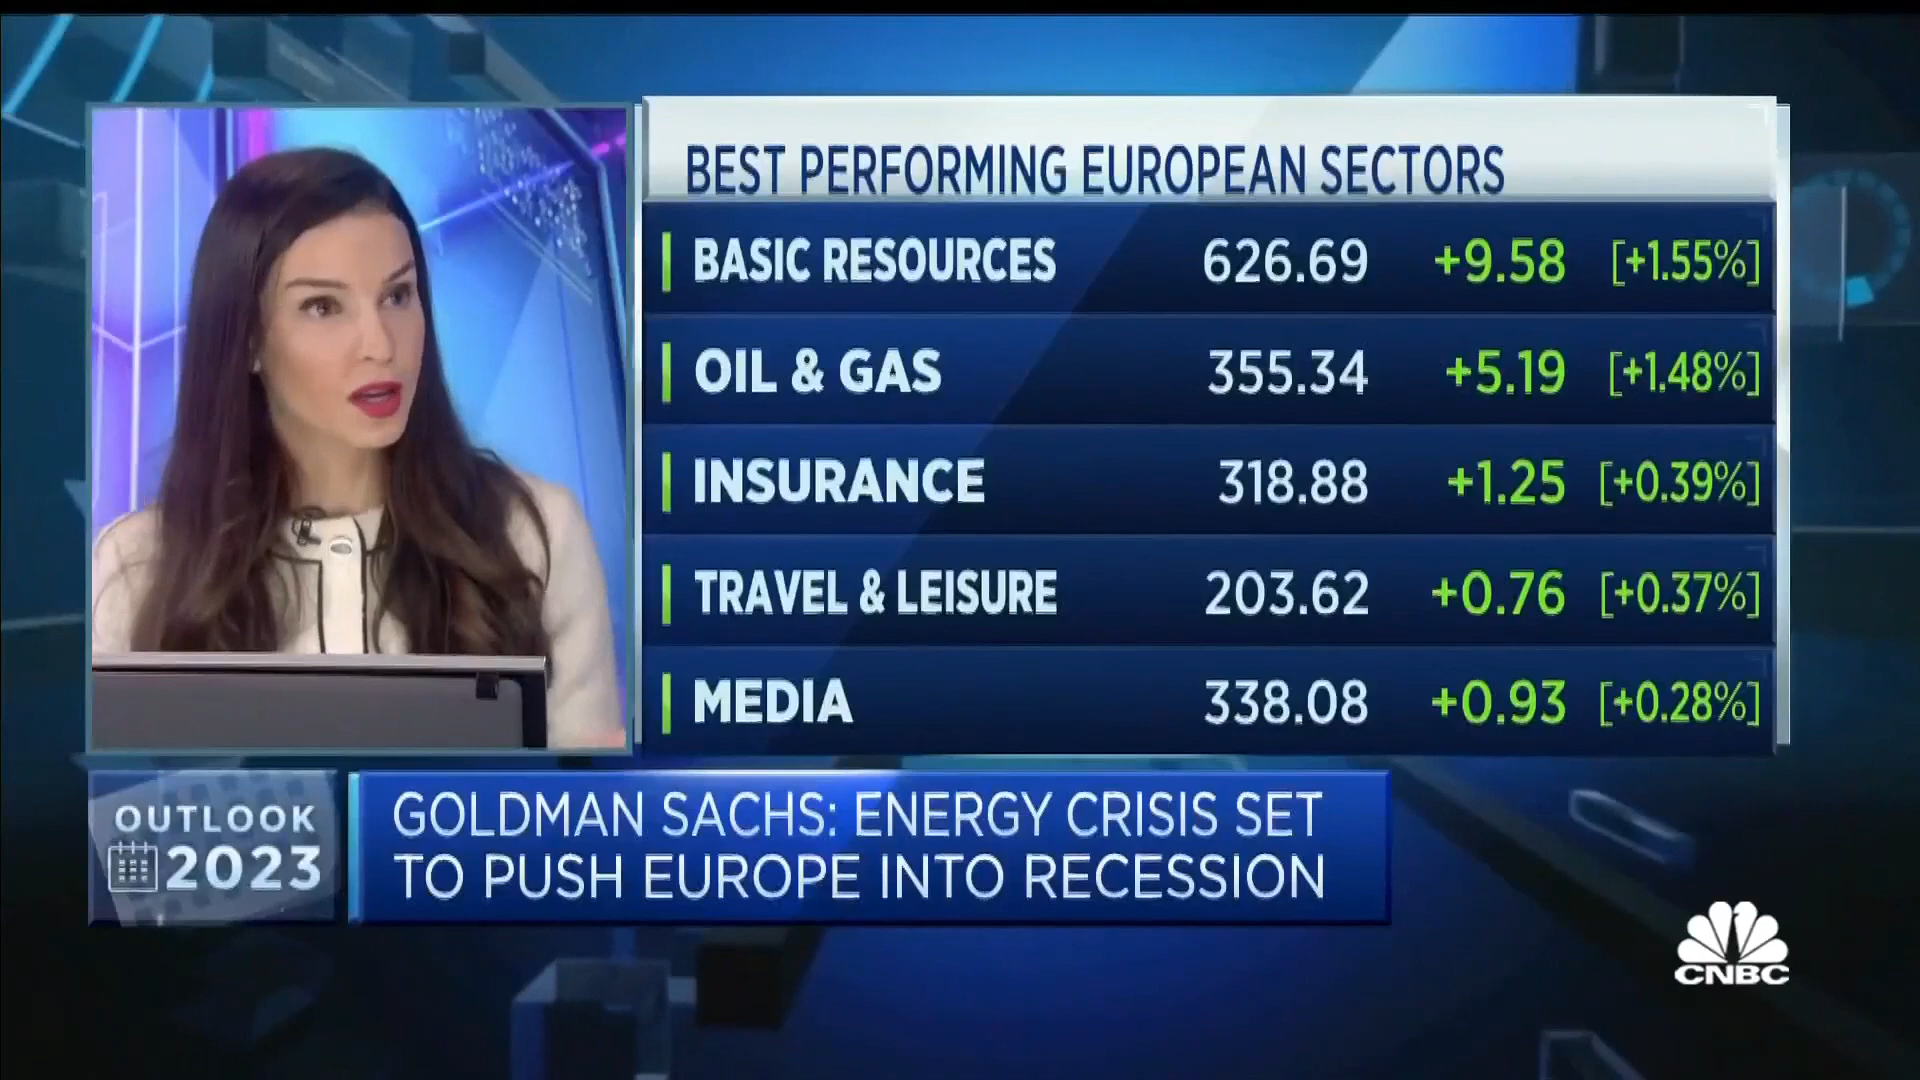 BEST PERFORMING EUROPEAN SECTORS
BASIC RESOURCES 626.69 +9.58 [+1.55%]
OIL & GAS 355.34 +5.19 [+1.48%]
INSURANCE 318.88 +1.25 [+0.39%]
TRAVEL & LEISURE 203.62 +0.76 [+0.37%]
MEDIA 338.08 +0.93 [+0.28%]
OUTLOOK
2023
GOLDMAN SACHS: ENERGY CRISIS SET
TO PUSH EUROPE INTO RECESSION
CNBC